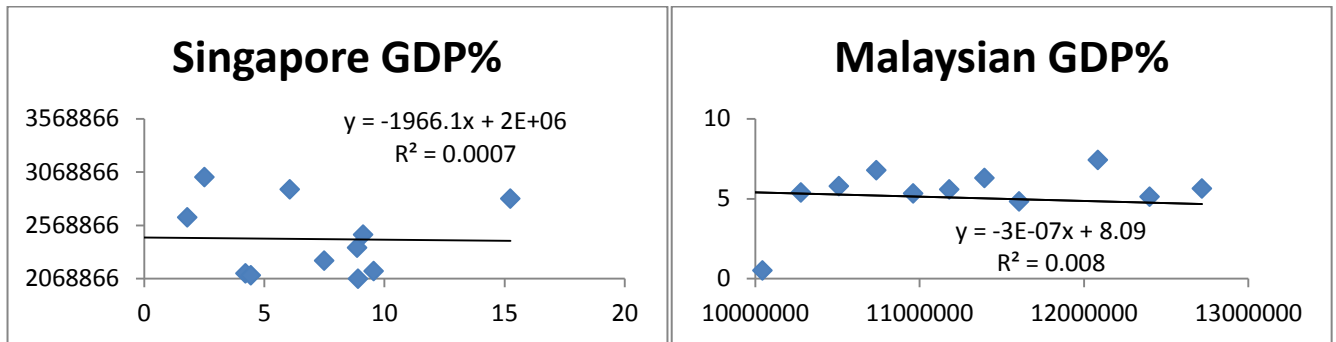 Singapore GDP%
3568866
3068866
2568866
2068866
y = -1966.1x + 2E+06
R² = 0.0007
0 5 10 15 20
Malaysian GDP%
10
5
0
y = -3E-07x + 8.09
R² = 0.008
10000000 11000000 12000000 13000000